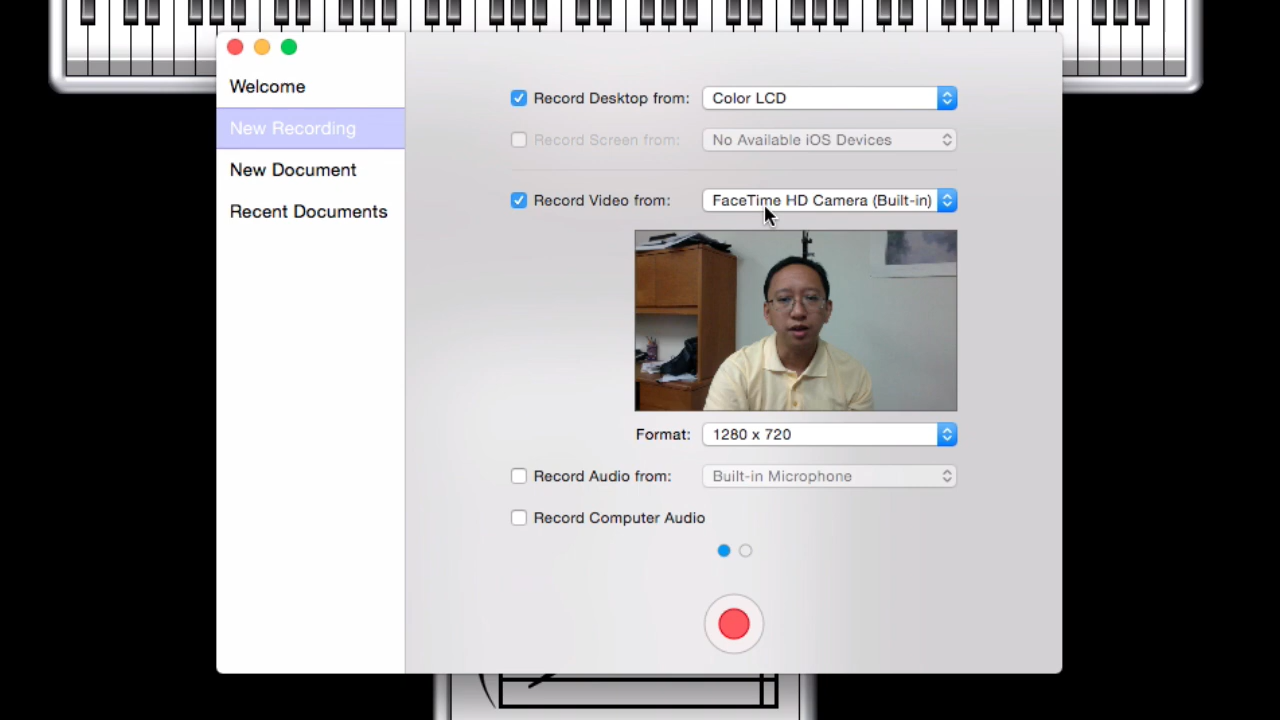 Welcome
New Recording
New Document
Recent Documents
Record Desktop from: Color LCD
Record Screen from: No Available iOS Devices
Record Video from: FaceTime HD Camera (Built-in)
Format: 1280 x 720
Record Audio from: Built-in Microphone
Record Computer Audio